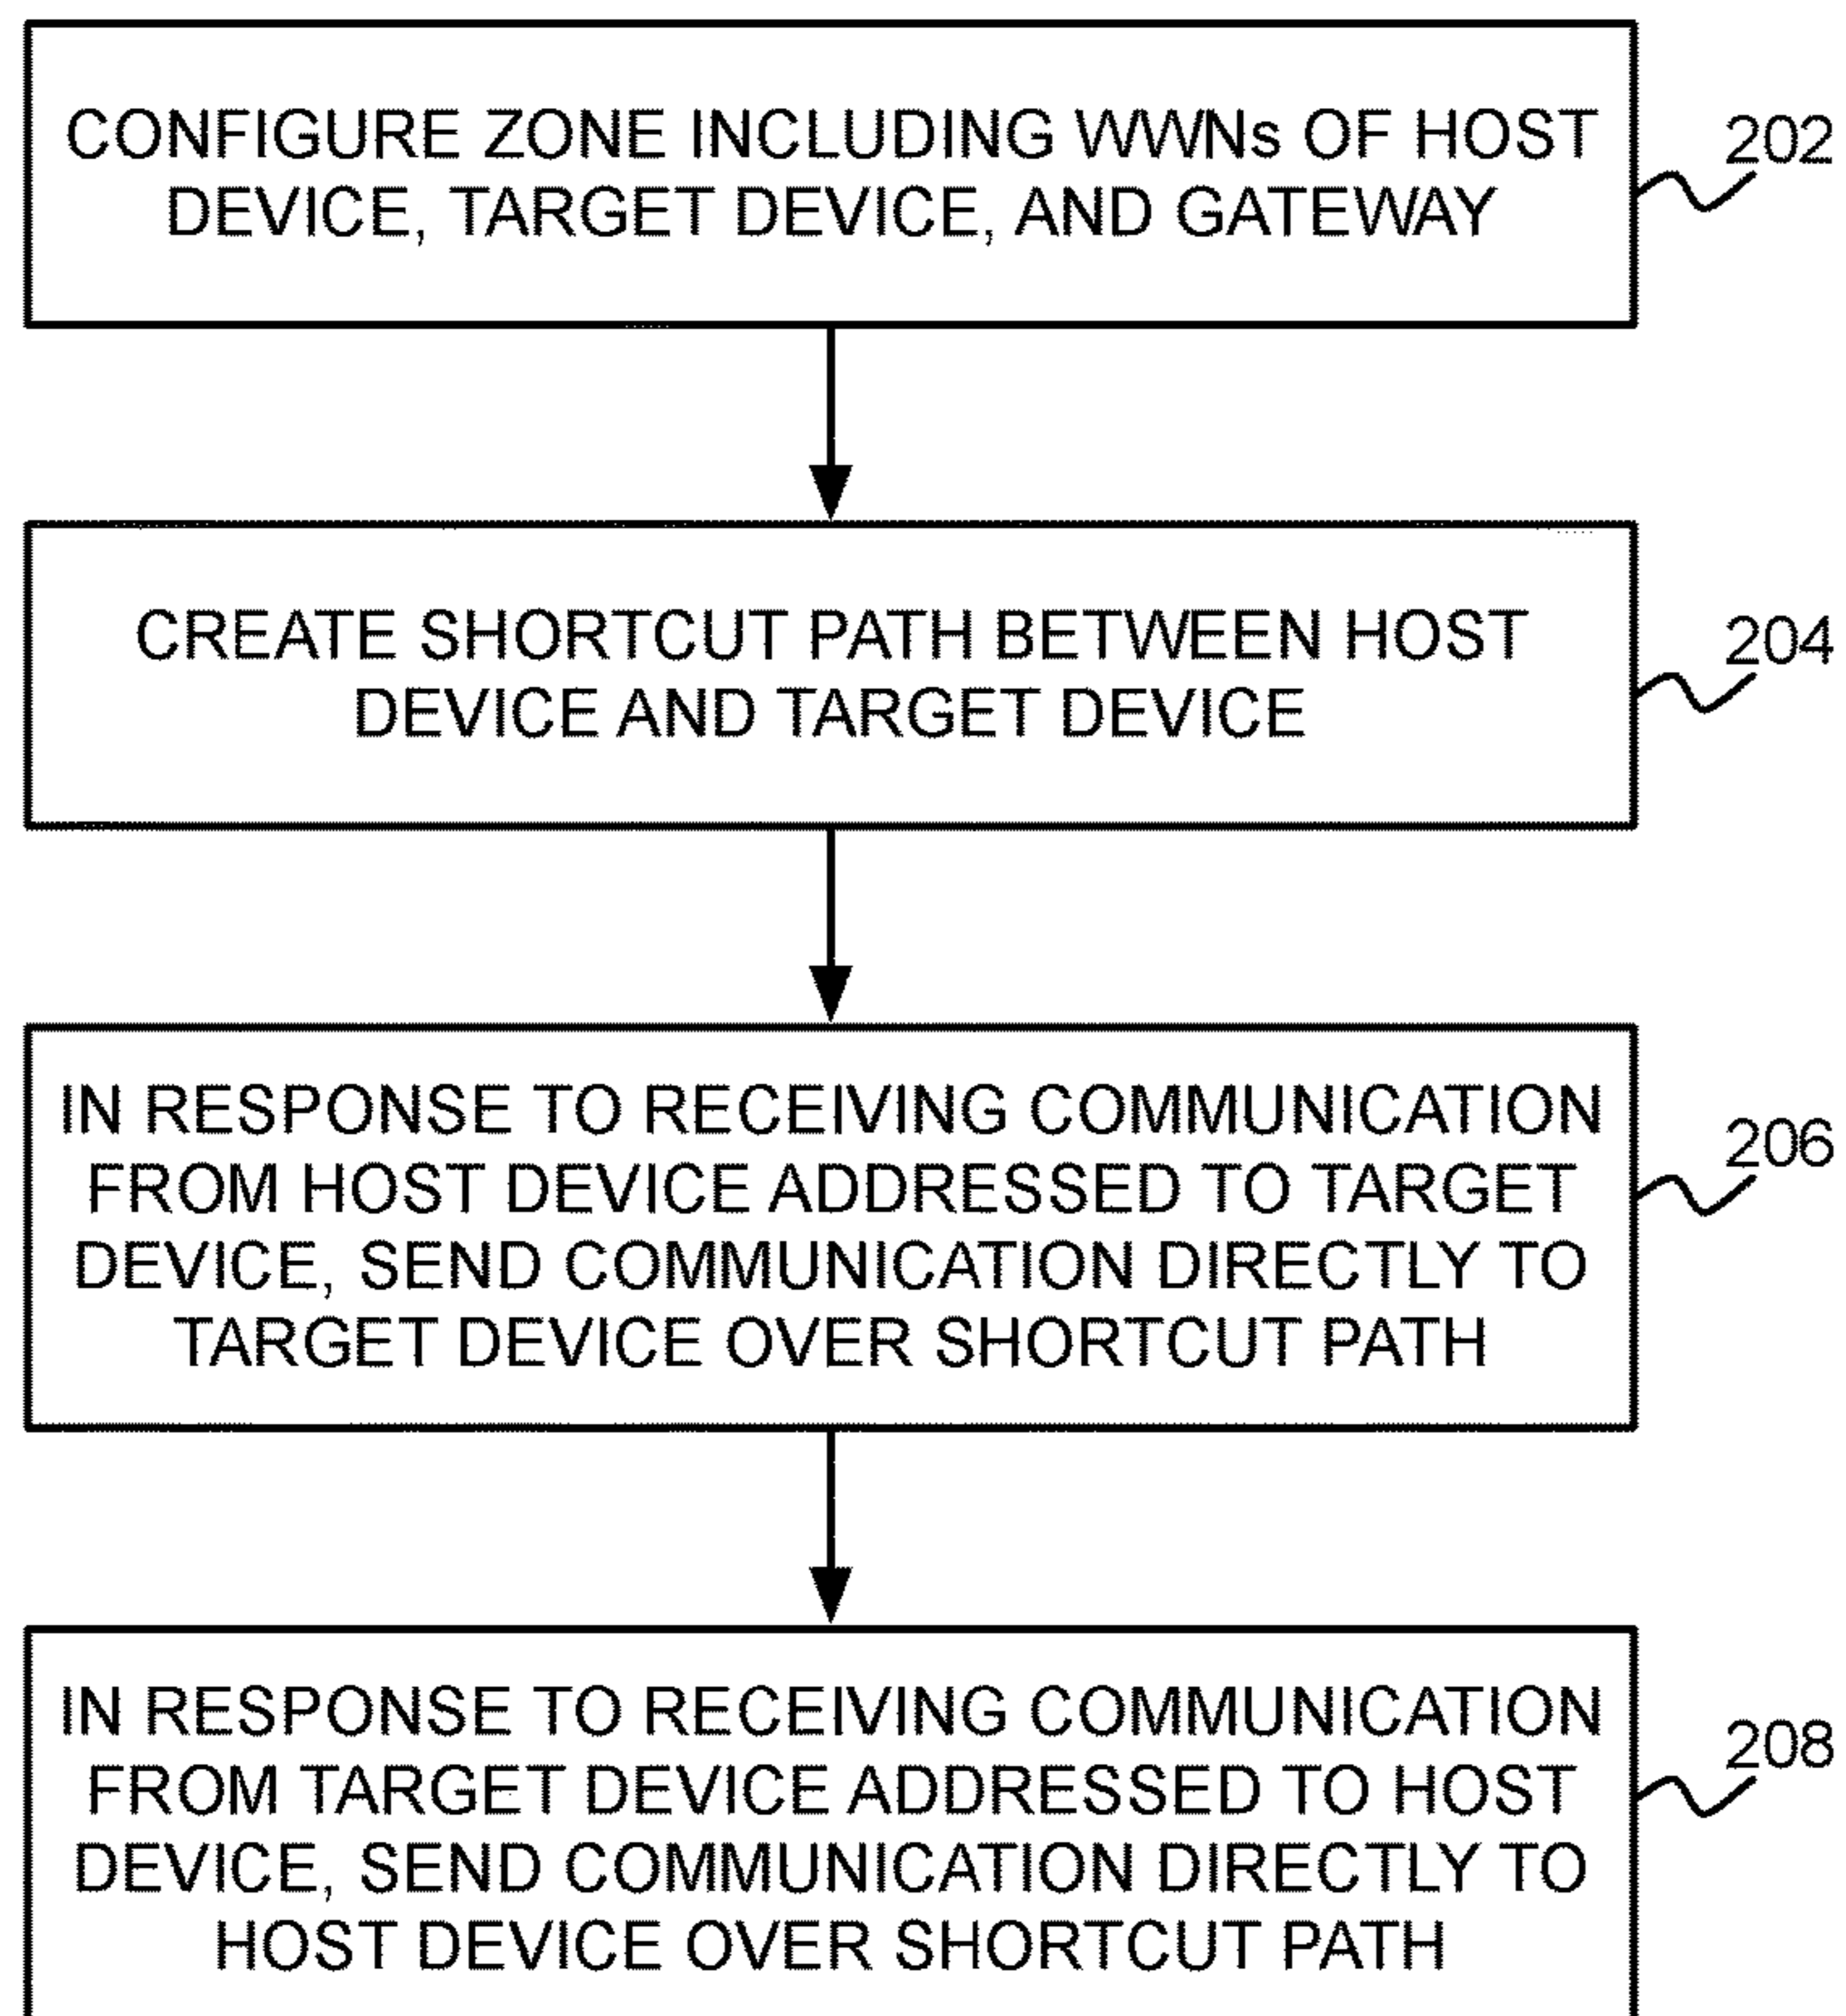 CONFIGURE ZONE INCLUDING WWNs OF HOST
DEVICE, TARGET DEVICE, AND GATEWAY
202
CREATE SHORTCUT PATH BETWEEN HOST
DEVICE AND TARGET DEVICE
204
IN RESPONSE TO RECEIVING COMMUNICATION
FROM HOST DEVICE ADDRESSED TO TARGET
DEVICE, SEND COMMUNICATION DIRECTLY TO
TARGET DEVICE OVER SHORTCUT PATH
206
IN RESPONSE TO RECEIVING COMMUNICATION
FROM TARGET DEVICE ADDRESSED TO HOST
DEVICE, SEND COMMUNICATION DIRECTLY TO
HOST DEVICE OVER SHORTCUT PATH
208